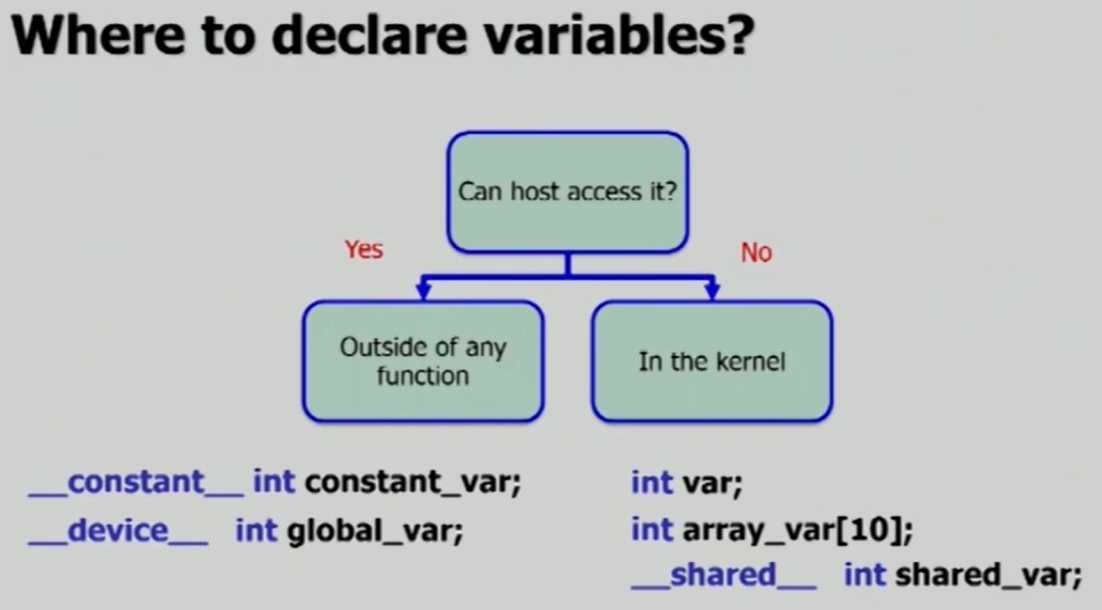 Where to declare variables?
Can host access it?
Yes
No
Outside of any
function
In the kernel
__constant__ int constant_var;
__device__ int global_var;
int var;
int array_var[10];
__shared__ int shared_var;